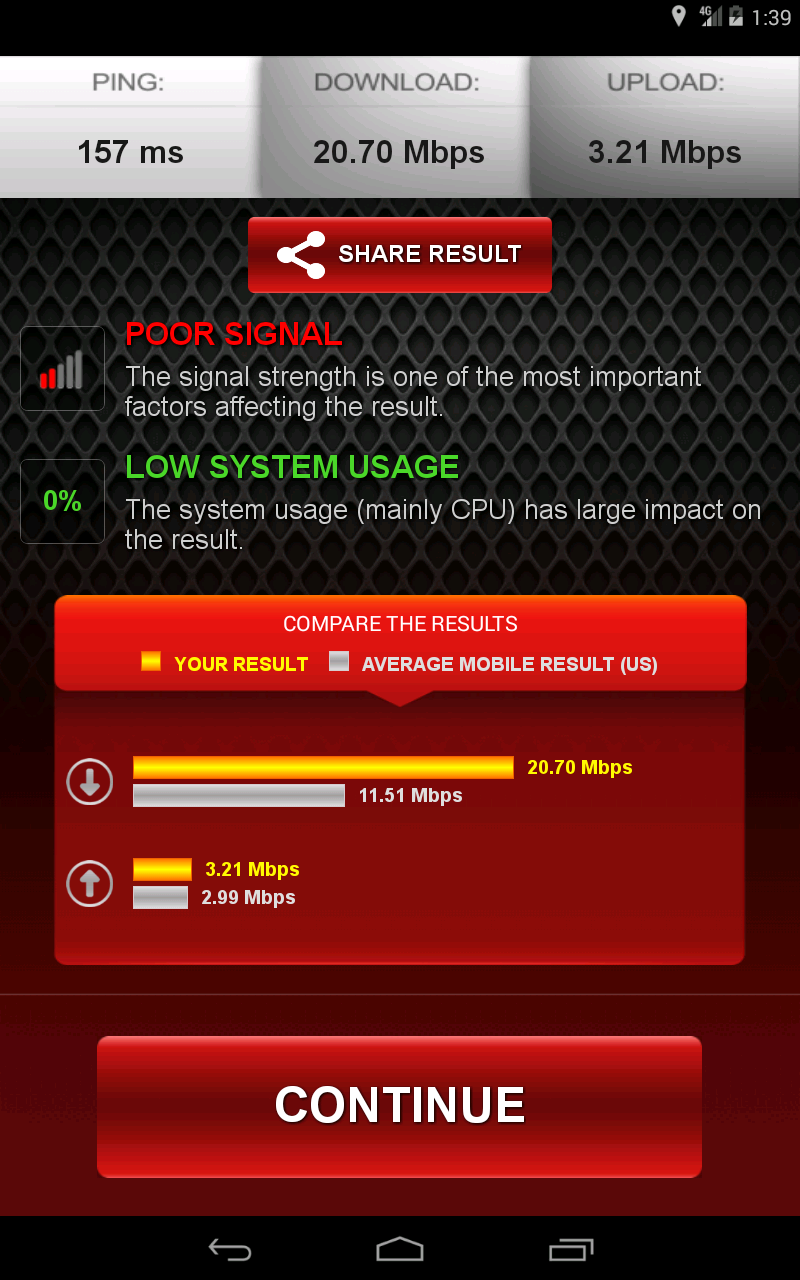 4G 1:39
PING: DOWNLOAD: UPLOAD:
157 ms 20.70 Mbps 3.21 Mbps
SHARE RESULT
POOR SIGNAL
The signal strength is one of the most important
factors affecting the result.
LOW SYSTEM USAGE
0%
The system usage (mainly CPU) has large impact on
the result.
COMPARE THE RESULTS
YOUR RESULT AVERAGE MOBILE RESULT (US)
20.70 Mbps
11.51 Mbps
3.21 Mbps
2.99 Mbps
CONTINUE